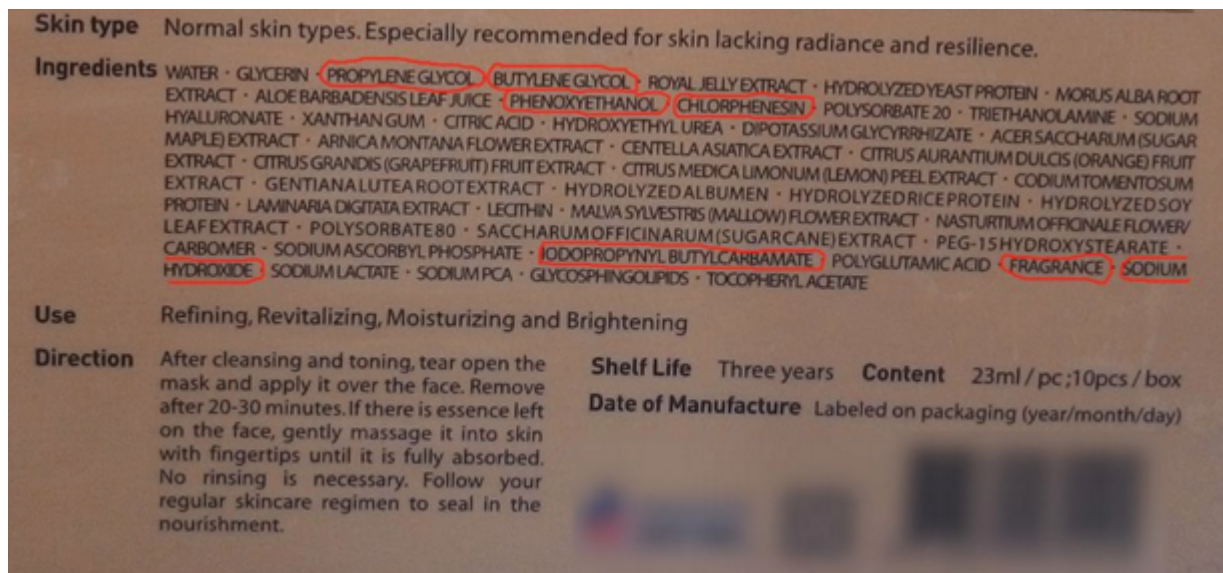 Skin type Normal skin types. Especially recommended for skin lacking radiance and resilience.
Ingredients WATER · GLYCERIN · PROPYLENE GLYCOL · BUTYLENE GLYCOL · ROYAL JELLY EXTRACT · HYDROLYZED YEAST PROTEIN · MORUS ALBA ROOT
EXTRACT · ALOE BARBADENSIS LEAF JUICE · PHENOXYETHANOL · CHLORPHENESIN · POLYSORBATE 20 · TRIETHANOLAMINE · SODIUM
HYALURONATE · XANTHAN GUM · CITRIC ACID · HYDROXYETHYL UREA · DIPOTASSIUM GLYCYRRHIZATE · ACER SACCHARUM (SUGAR
MAPLE) EXTRACT · ARNICA MONTANA FLOWER EXTRACT · CENTELLA ASIATICA EXTRACT · CITRUS AURANTIUM DULCIS (ORANGE) FRUIT
EXTRACT · CITRUS GRANDIS (GRAPEFRUIT) FRUIT EXTRACT · CITRUS MEDICA LIMONUM (LEMON) PEEL EXTRACT · CODIUM TOMENTOSUM
EXTRACT · GENTIANA LUTEA ROOT EXTRACT · HYDROLYZED ALBUMEN · HYDROLYZED RICE PROTEIN · HYDROLYZED SOY
PROTEIN · LAMINARIA DIGITATA EXTRACT · LECITHIN · MALVA SYLVESTRIS (MALLOW) FLOWER EXTRACT · NASTURTIUM OFFICINALE FLOWER/
LEAF EXTRACT · POLYSORBATE 80 · SACCHARUM OFFICINARUM (SUGAR CANE) EXTRACT · PEG-15 HYDROXYSTEARATE ·
CARBOMER · SODIUM ASCORBYL PHOSPHATE · IODOPROPYNYL BUTYLCARBAMATE · POLYGLUTAMIC ACID · FRAGRANCE · SODIUM
HYDROXIDE · SODIUM LACTATE · SODIUM PCA · GLYCOSPHINGOLIPIDS · TOCOPHERYL ACETATE
Use Refining, Revitalizing, Moisturizing and Brightening
Direction After cleansing and toning, tear open the
mask and apply it over the face. Remove
after 20-30 minutes. If there is essence left
on the face, gently massage it into skin
with fingertips until it is fully absorbed.
No rinsing is necessary. Follow your
regular skincare regimen to seal in the
nourishment.
Shelf Life Three years Content 23ml / pc ;10pcs / box
Date of Manufacture Labeled on packaging (year/month/day)